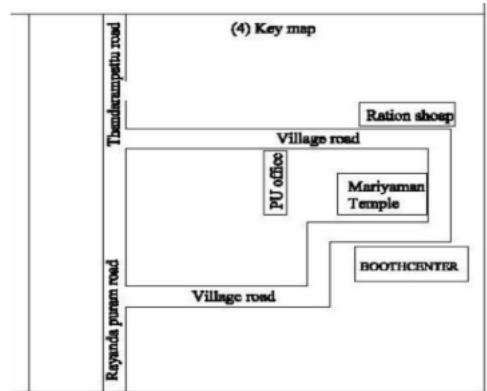 (4) Key map
Thandarampattu road
Ration shoap
Village road
PU office
Mariyaman
Temple
BOOTHCENTER
Village road
Rayanda puram road